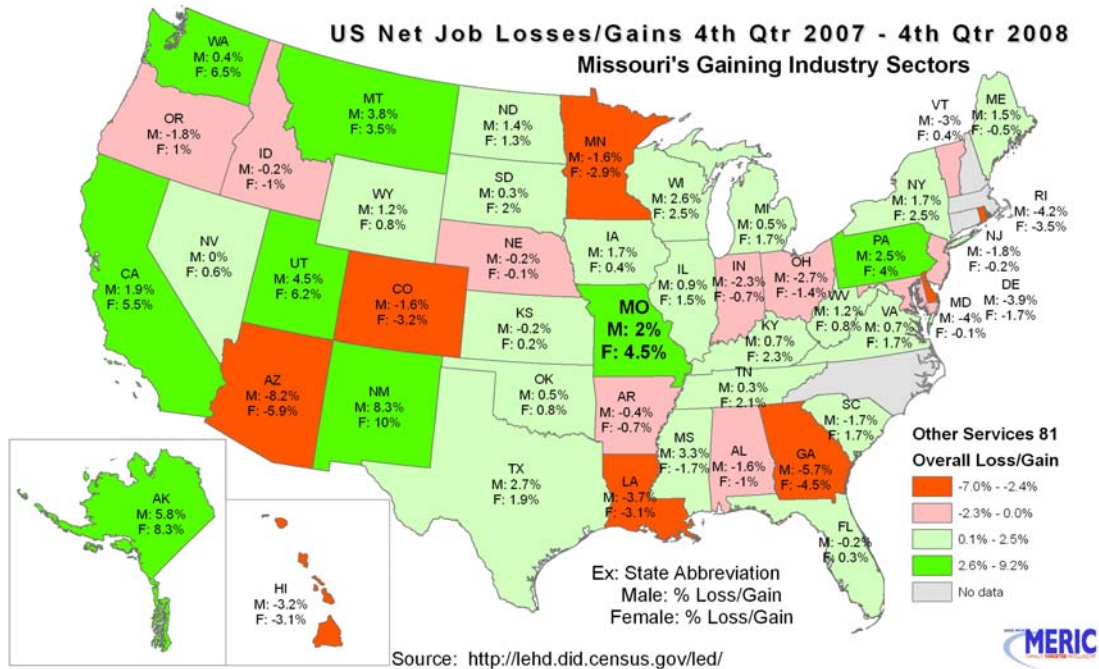 US Net Job Losses/Gains 4th Qtr 2007 - 4th Qtr 2008
Missouri's Gaining Industry Sectors
WA
M: 0.4%
F: 6.5%
MT
M: 3.8%
F: 3.5%
ND
M: 1.4%
F: 1.3%
MN
M: -1.6%
F: -2.9%
VT
M: -3%
F: 0.4%
ME
M: 1.5%
F: -0.5%
OR
M: -1.8%
F: 1%
ID
M: -0.2%
F: -1%
SD
M: 0.3%
F: 2%
WI
M: 2.6%
F: 2.5%
MI
M: 0.5%
F: 1.7%
NY
M: 1.7%
F: 2.5%
RI
M: -4.2%
F: -3.5%
WY
M: 1.2%
F: 0.8%
NV
M: 0%
F: 0.6%
CA
M: 1.9%
F: 5.5%
UT
M: 4.5%
F: 6.2%
CO
M: -1.6%
F: -3.2%
NE
M: -0.2%
F: -0.1%
IA
M: 1.7%
F: 0.4%
IL
M: 0.9%
F: 1.5%
IN
M: -2.3%
F: -0.7%
OH
M: -2.7%
F: -1.4%
PA
M: 2.5%
F: 4%
NJ
M: -1.8%
F: -0.2%
DE
M: -3.9%
F: -1.7%
MD
M: -4%
F: -0.1%
WV
M: 1.2%
F: 0.8%
VA
M: 0.7%
F: 1.7%
KS
M: -0.2%
F: 0.2%
MO
M: 2%
F: 4.5%
KY
M: 0.7%
F: 2.3%
TN
M: 0.3%
F: 2.1%
AZ
M: -8.2%
F: -5.9%
NM
M: 8.3%
F: 10%
OK
M: 0.5%
F: 0.8%
AR
M: -0.4%
F: -0.7%
MS
M: 3.3%
F: -1.7%
AL
M: -1.6%
F: -1%
GA
M: -5.7%
F: -4.5%
SC
M: -1.7%
F: 1.7%
TX
M: 2.7%
F: 1.9%
LA
M: -3.7%
F: -3.1%
FL
M: -0.2%
F: 0.3%
AK
M: 5.8%
F: 8.3%
HI
M: -3.2%
F: -3.1%
Other Services 81
Overall Loss/Gain
-7.0% - -2.4%
-2.3% - 0.0%
0.1% - 2.5%
2.6% - 9.2%
No data
Ex: State Abbreviation
Male: % Loss/Gain
Female: % Loss/Gain
Source: http://lehd.did.census.gov/led/
MERIC